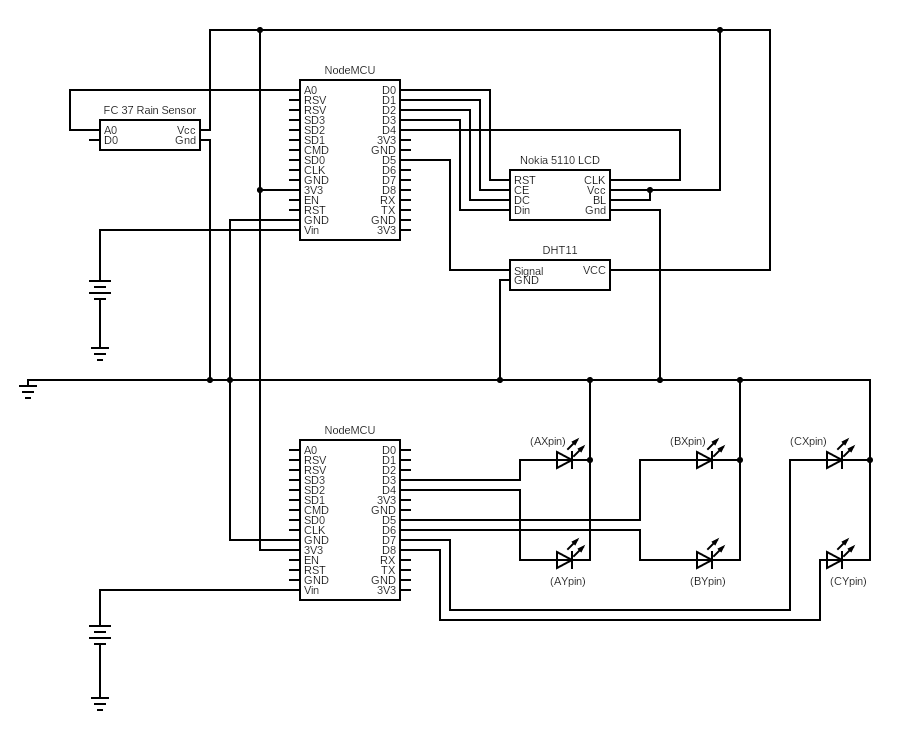 NodeMCU
FC 37 Rain Sensor
A0 Vcc
D0 Gnd
A0 D0
RSV D1
RSV D2
SD3 D3
SD2 D4
SD1 3V3
CMD GND
SD0 D5
CLK D6
GND D7
3V3 D8
EN RX
RST TX
GND GND
Vin 3V3
Nokia 5110 LCD
RST CLK
CE Vcc
DC BL
Din Gnd
DHT11
Signal VCC
GND
NodeMCU
A0 D0
RSV D1
RSV D2
SD3 D3
SD2 D4
SD1 3V3
CMD GND
SD0 D5
CLK D6
GND D7
3V3 D8
EN RX
RST TX
GND GND
Vin 3V3
(AXpin) (BXpin) (CXpin)
(AYpin) (BYpin) (CYpin)